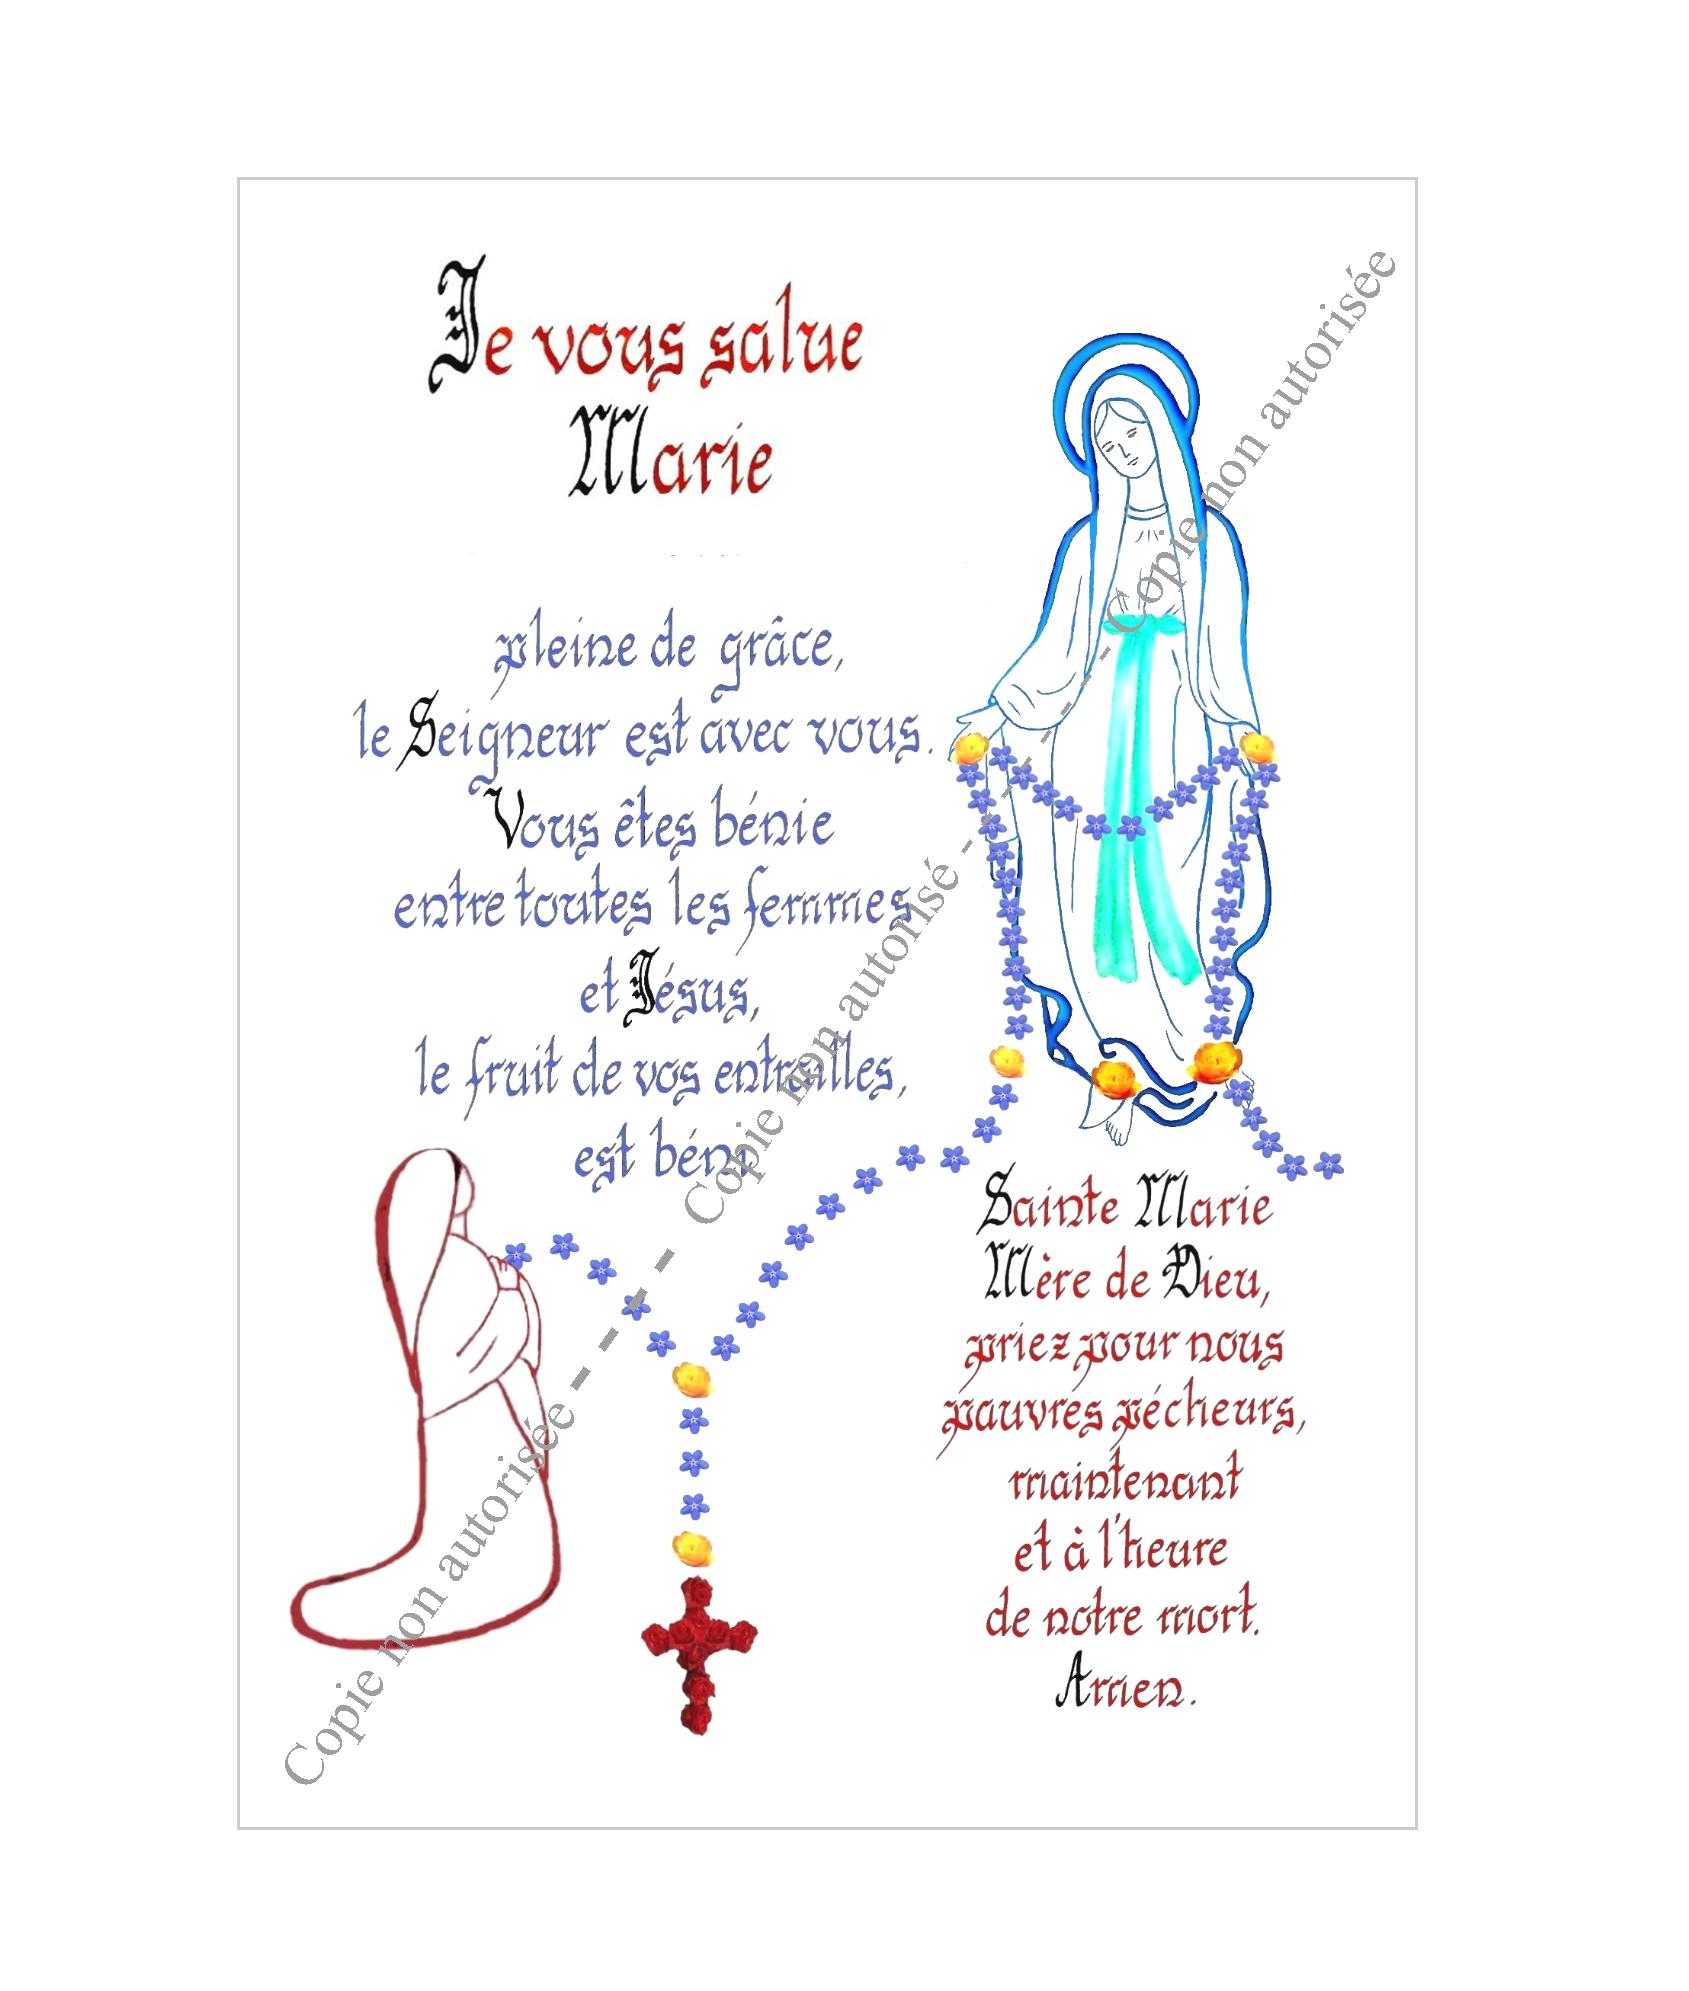 Je vous salue
Marie
pleine de grâce,
le Seigneur est avec vous.
Vous êtes bénie
entre toutes les femmes
et Jésus,
le fruit de vos entrailles,
est béni
Sainte Marie
Mère de Dieu,
priez pour nous
pauvres pécheurs,
maintenant
et à l'heure
de notre mort.
Amen.
Copie non autorisée - - - Copie non autorisé - - - Copie non autorisée